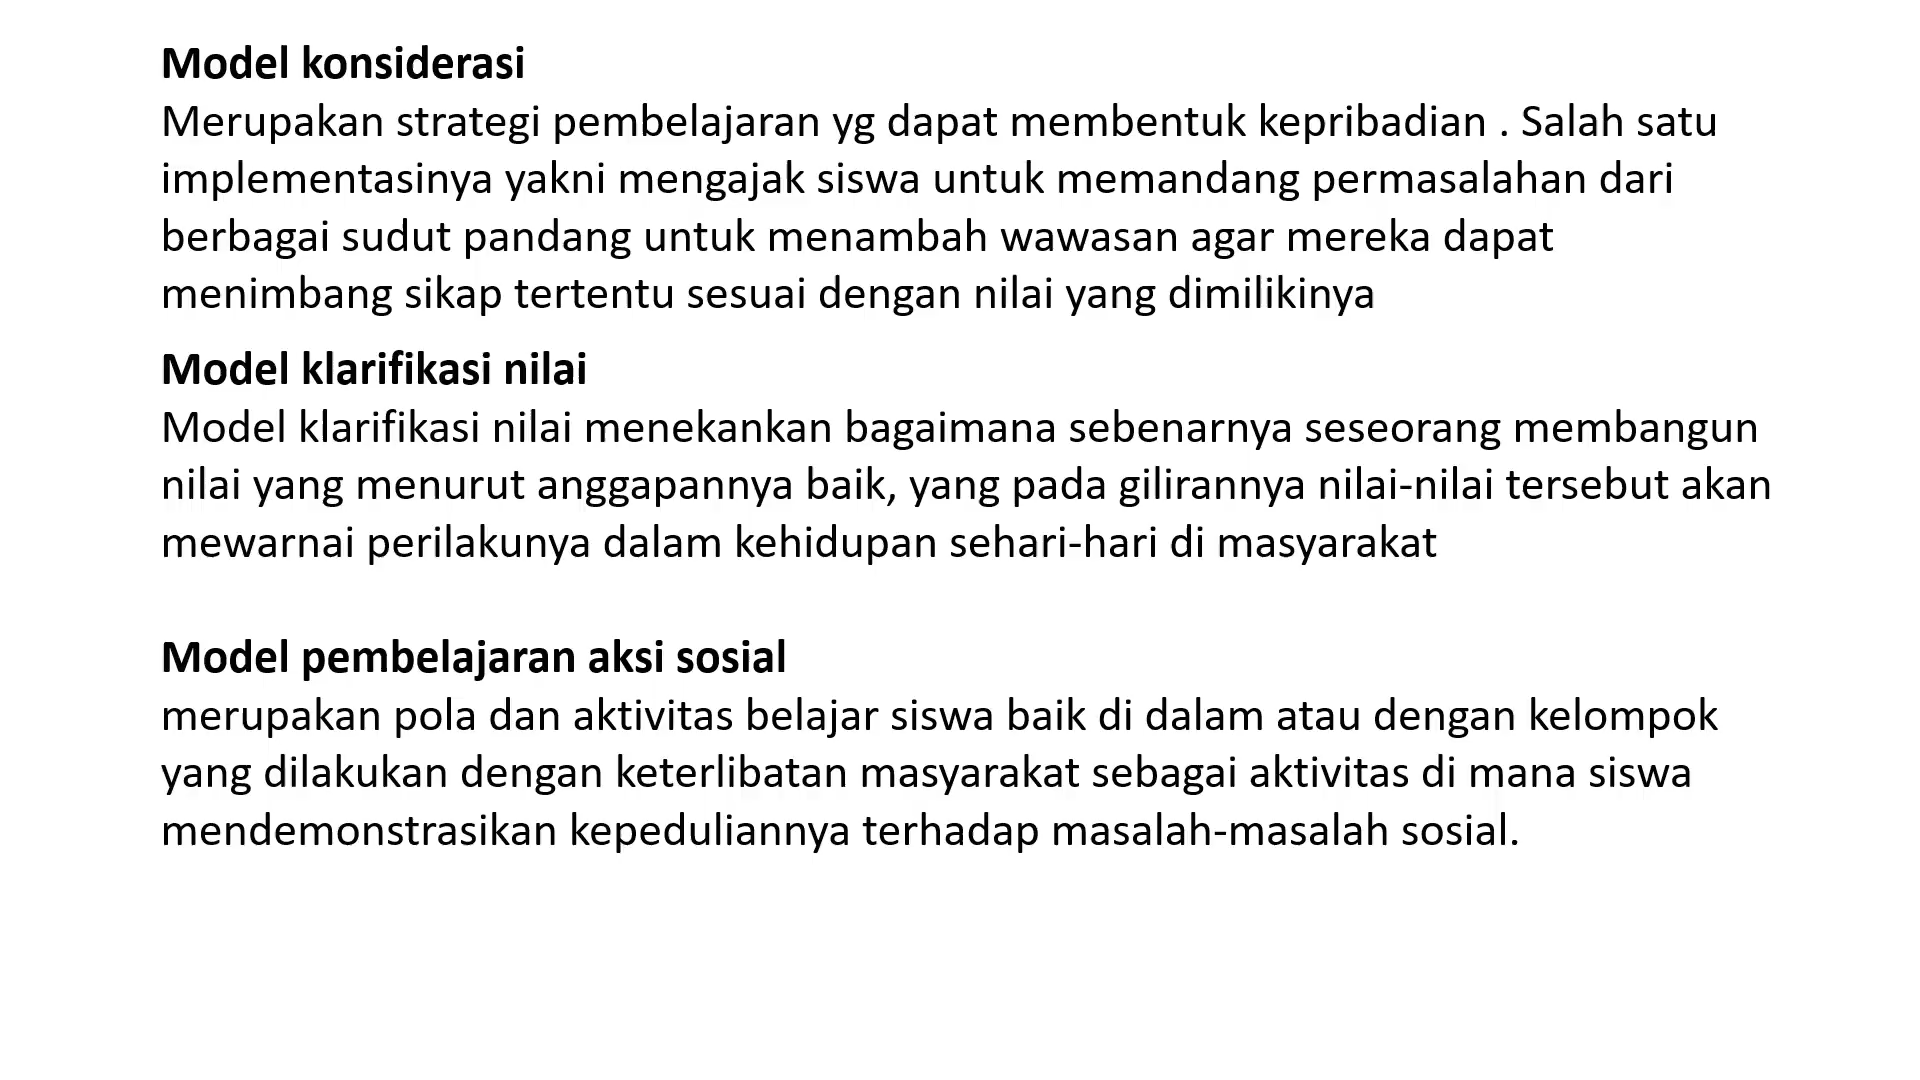 Model konsiderasi
Merupakan strategi pembelajaran yg dapat membentuk kepribadian . Salah satu
implementasinya yakni mengajak siswa untuk memandang permasalahan dari
berbagai sudut pandang untuk menambah wawasan agar mereka dapat
menimbang sikap tertentu sesuai dengan nilai yang dimilikinya
Model klarifikasi nilai
Model klarifikasi nilai menekankan bagaimana sebenarnya seseorang membangun
nilai yang menurut anggapannya baik, yang pada gilirannya nilai-nilai tersebut akan
mewarnai perilakunya dalam kehidupan sehari-hari di masyarakat
Model pembelajaran aksi sosial
merupakan pola dan aktivitas belajar siswa baik di dalam atau dengan kelompok
yang dilakukan dengan keterlibatan masyarakat sebagai aktivitas di mana siswa
mendemonstrasikan kepeduliannya terhadap masalah-masalah sosial.